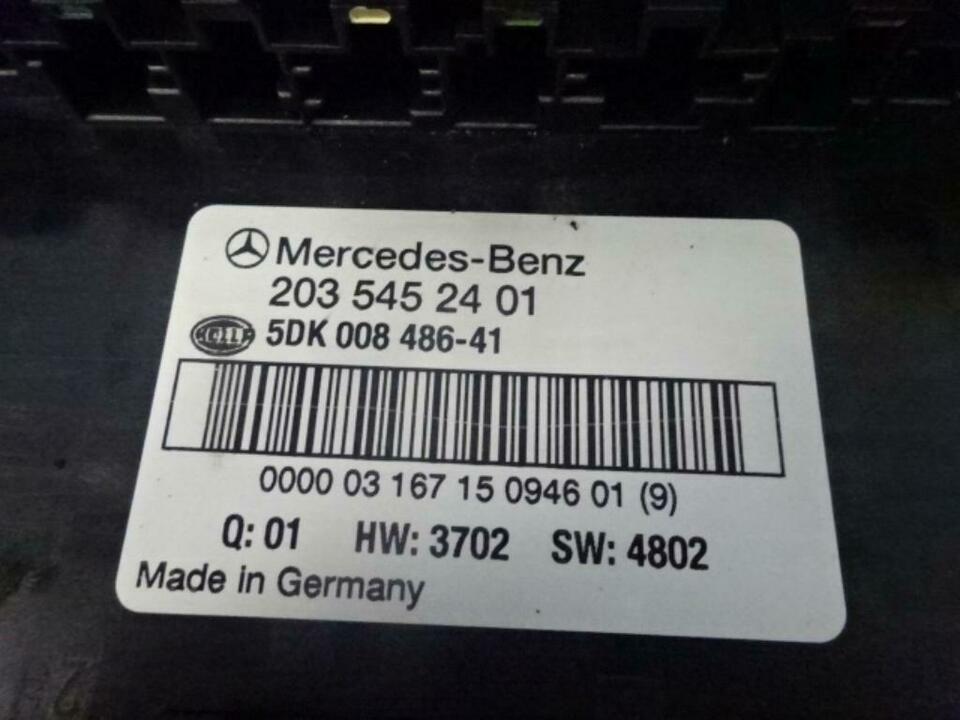 Mercedes-Benz
203 545 24 01
HELLA 5DK 008 486-41
0000 03 167 15 0946 01 (9)
Q: 01 HW: 3702 SW: 4802
Made in Germany